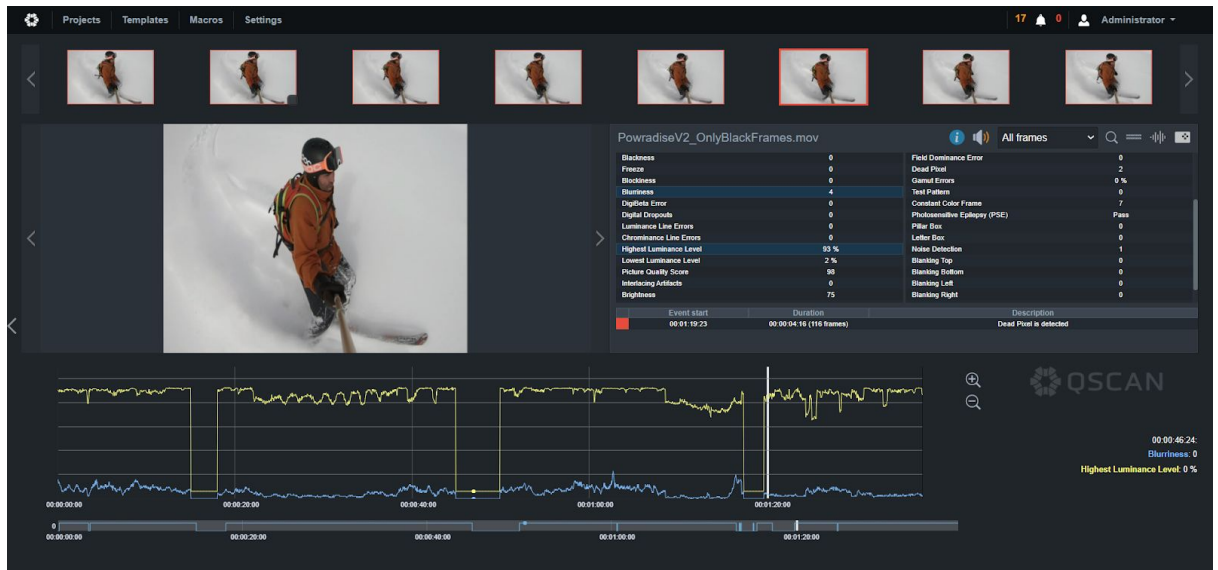 Projects Templates Macros Settings 17 0 Administrator
PowradiseV2_OnlyBlackFrames.mov All frames
Blackness 0 Field Dominance Error 0
Freeze 0 Dead Pixel 2
Blockiness 0 Gamut Errors 0 %
Blurriness 4 Test Pattern 0
DigiBeta Error 0 Constant Color Frame 7
Digital Dropouts 0 Photosensitive Epilepsy (PSE) Pass
Luminance Line Errors 0 Pillar Box 0
Chrominance Line Errors 0 Letter Box 0
Highest Luminance Level 93 % Noise Detection 1
Lowest Luminance Level 2 % Blanking Top 0
Picture Quality Score 98 Blanking Bottom 0
Interlacing Artifacts 0 Blanking Left 0
Brightness 75 Blanking Right 0
Event start Duration Description
00:01:19:23 00:00:04:16 (116 frames) Dead Pixel is detected
QSCAN
00:00:46:24:
Blurriness: 0
Highest Luminance Level: 0 %
00:00:00:00 00:00:20:00 00:00:40:00 00:01:00:00 00:01:20:00
0
00:00:00:00 00:00:20:00 00:00:40:00 00:01:00:00 00:01:20:00